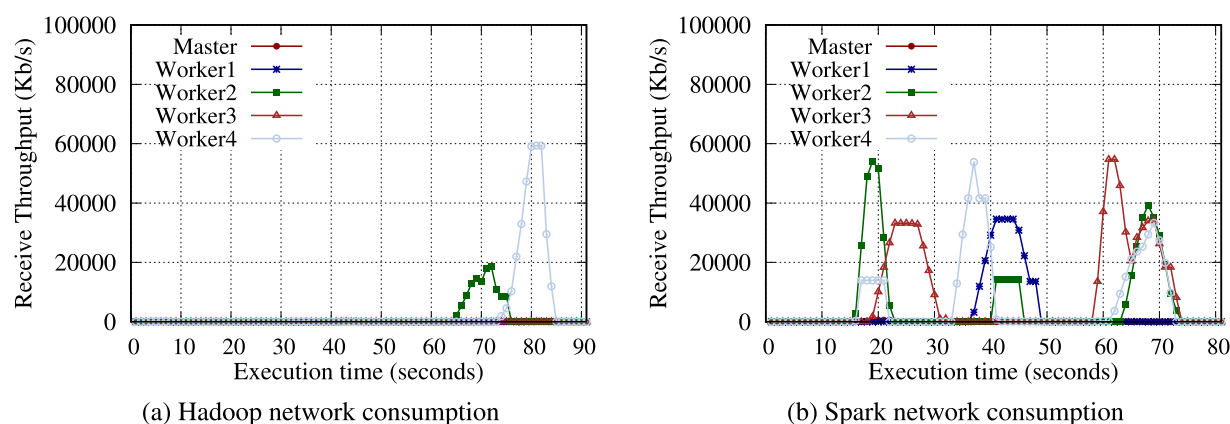 Receive Throughput (Kb/s)
100000
80000
60000
40000
20000
0
Master
Worker1
Worker2
Worker3
Worker4
0 10 20 30 40 50 60 70 80 90
Execution time (seconds)
(a) Hadoop network consumption
Receive Throughput (Kb/s)
100000
80000
60000
40000
20000
0
Master
Worker1
Worker2
Worker3
Worker4
0 10 20 30 40 50 60 70 80
Execution time (seconds)
(b) Spark network consumption